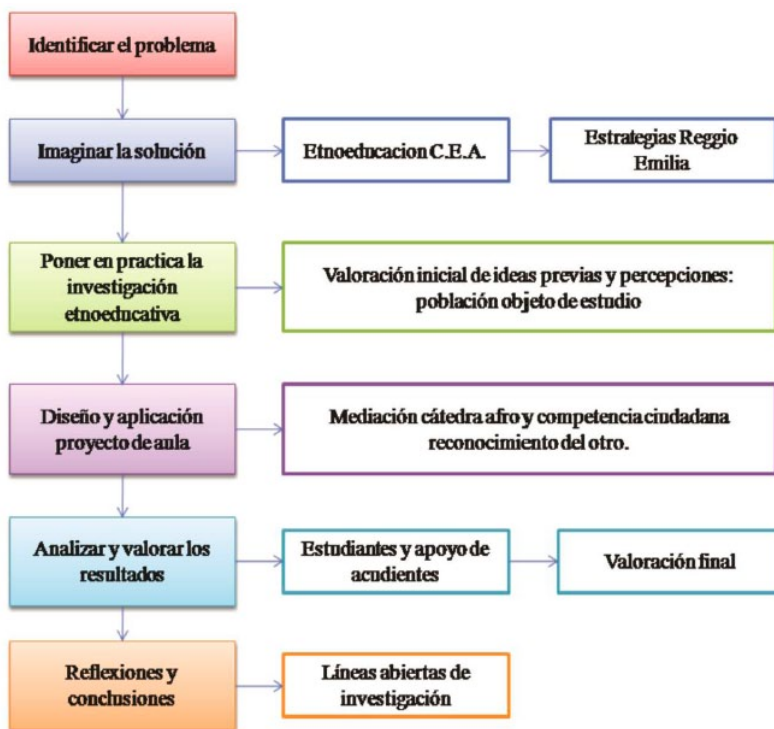 Identificar el problema
Imaginar la solución
Etnoeducacion C.E.A.
Estrategias Reggio
Emilia
Poner en practica la
investigación
etnoeducativa
Valoración inicial de ideas previas y percepciones:
población objeto de estudio
Diseño y aplicación
proyecto de aula
Mediación cátedra afro y competencia ciudadana
reconocimiento del otro.
Analizar y valorar los
resultados
Estudiantes y apoyo de
acudientes
Valoración final
Reflexiones y
conclusiones
Líneas abiertas de
investigación